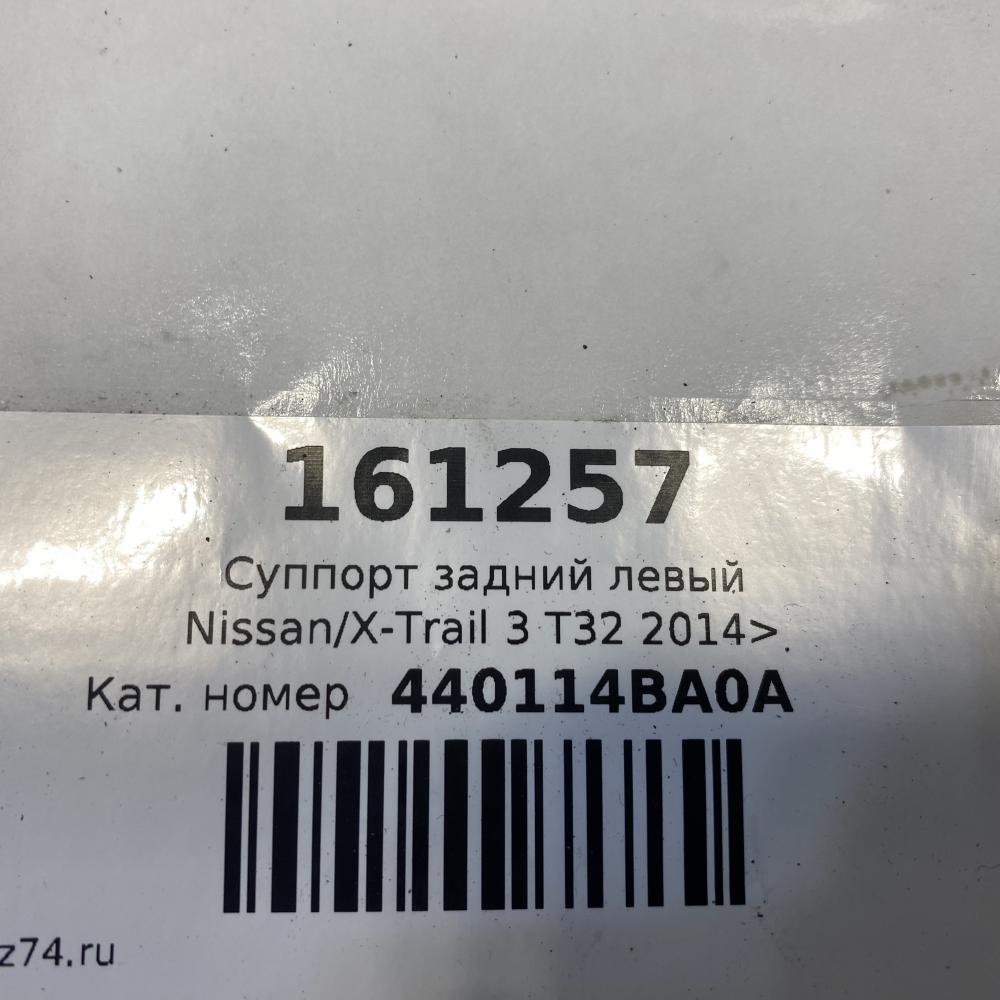 161257
Суппорт задний левый
Nissan/X-Trail 3 T32 2014>
Кат. номер 440114BA0A
z74.ru